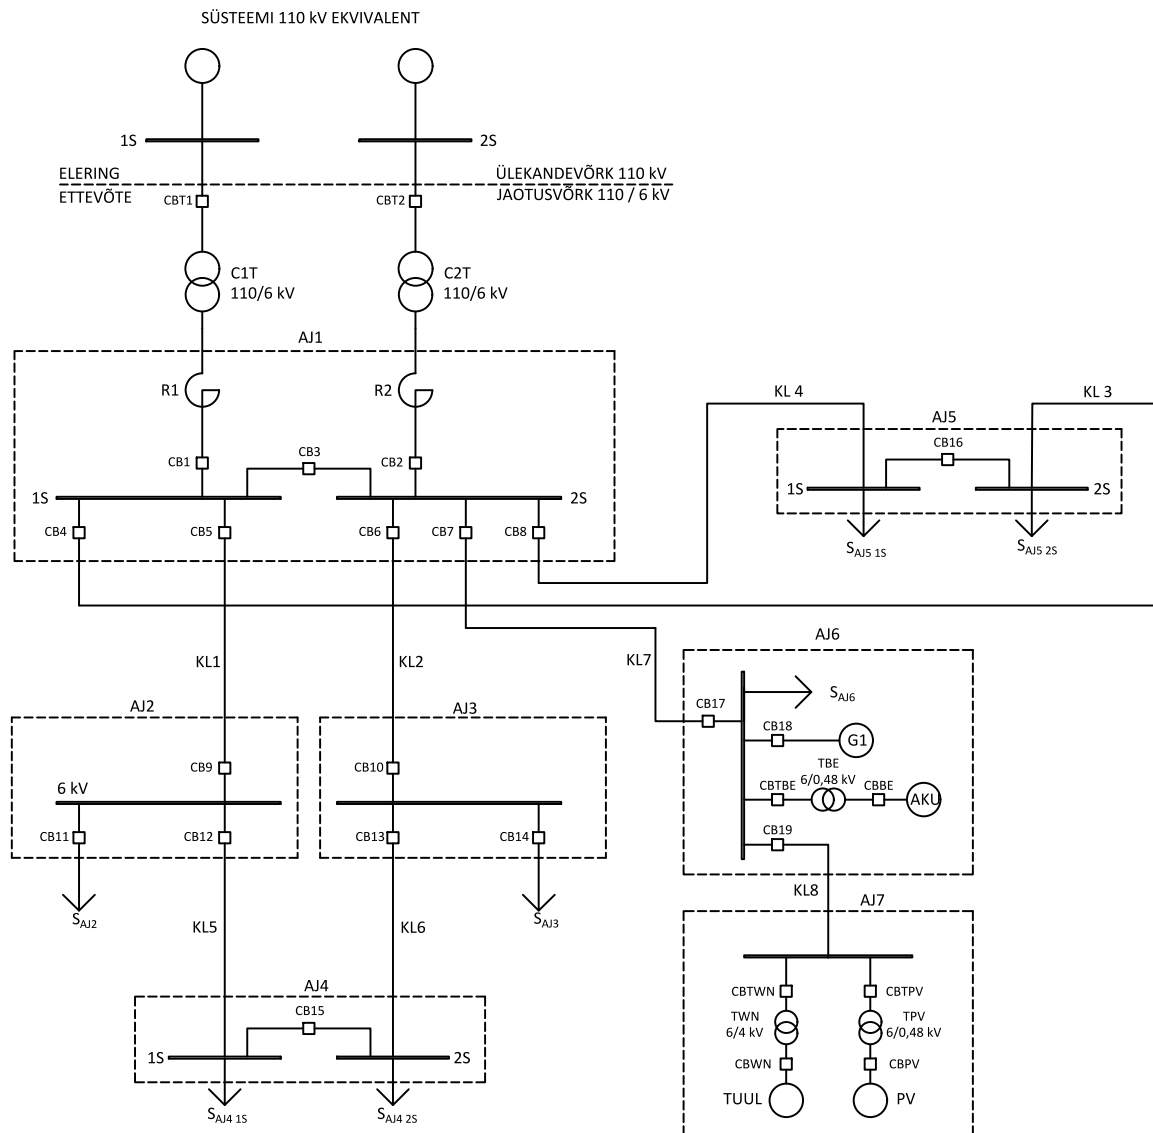 SÜSTEEMI 110 kV EKVIVALENT
1S
2S
ELERING
ÜLEKANDEVÕRK 110 kV
ETTEVÕTE
JAOTUSVÕRK 110 / 6 kV
CBT1
CBT2
C1T
110/6 kV
C2T
110/6 kV
AJ1
R1
R2
KL 4
KL 3
AJ5
CB16
CB1
CB3
CB2
1S
2S
1S
2S
CB4
CB5
CB6
CB7
CB8
SAJ5 1S
SAJ5 2S
AJ6
KL1
KL2
KL7
SAJ6
CB17
CB18
G1
AJ2
AJ3
TBE
6/0,48 kV
CB9
CB10
CBTBE
CBBE
AKU
6 kV
CB19
CB11
CB12
CB13
CB14
KL8
AJ7
SAJ2
SAJ3
KL5
KL6
AJ4
CB15
CBTWN
CBTPV
TWN
6/4 kV
TPV
6/0,48 kV
1S
2S
CBWN
CBPV
TUUL
PV
SAJ4 1S
SAJ4 2S